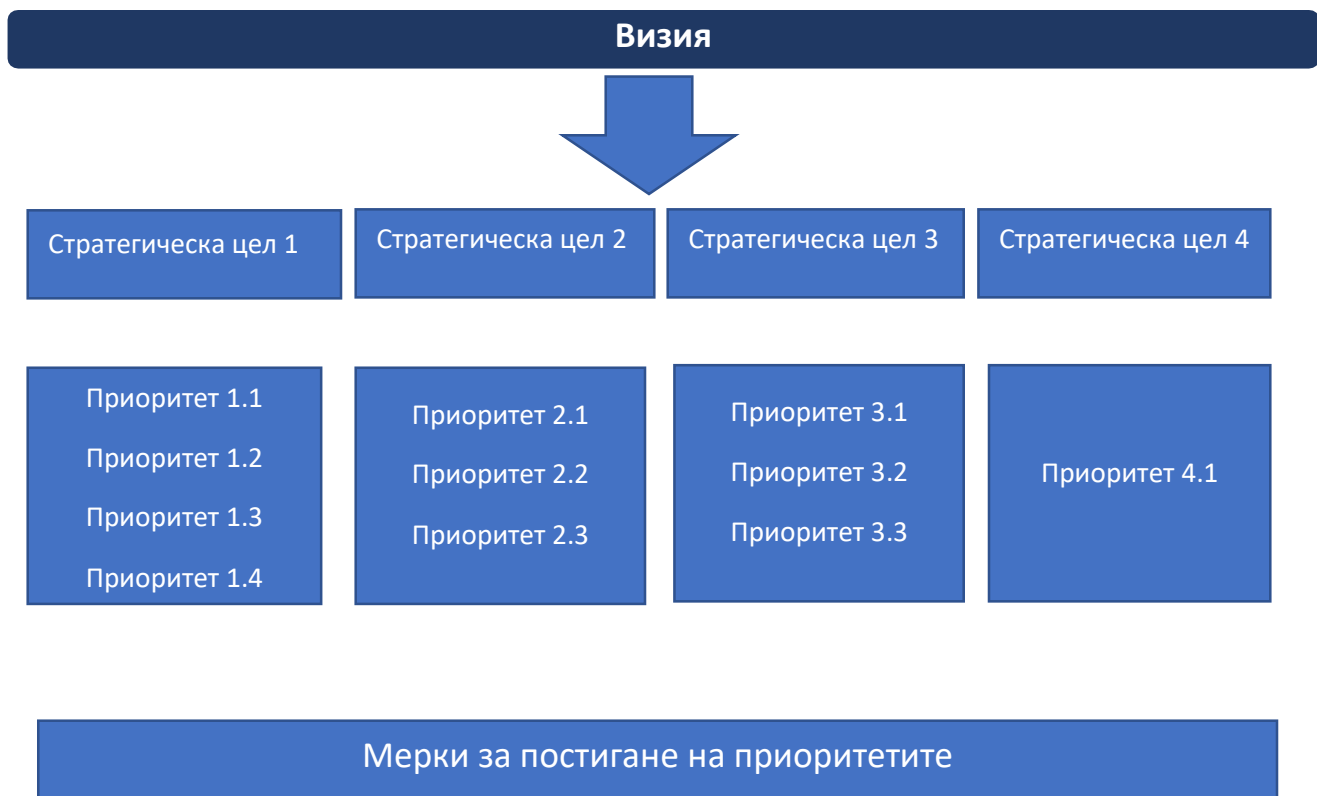 Визия
Стратегическа цел 1
Стратегическа цел 2
Стратегическа цел 3
Стратегическа цел 4
Приоритет 1.1
Приоритет 1.2
Приоритет 1.3
Приоритет 1.4
Приоритет 2.1
Приоритет 2.2
Приоритет 2.3
Приоритет 3.1
Приоритет 3.2
Приоритет 3.3
Приоритет 4.1
Мерки за постигане на приоритетите